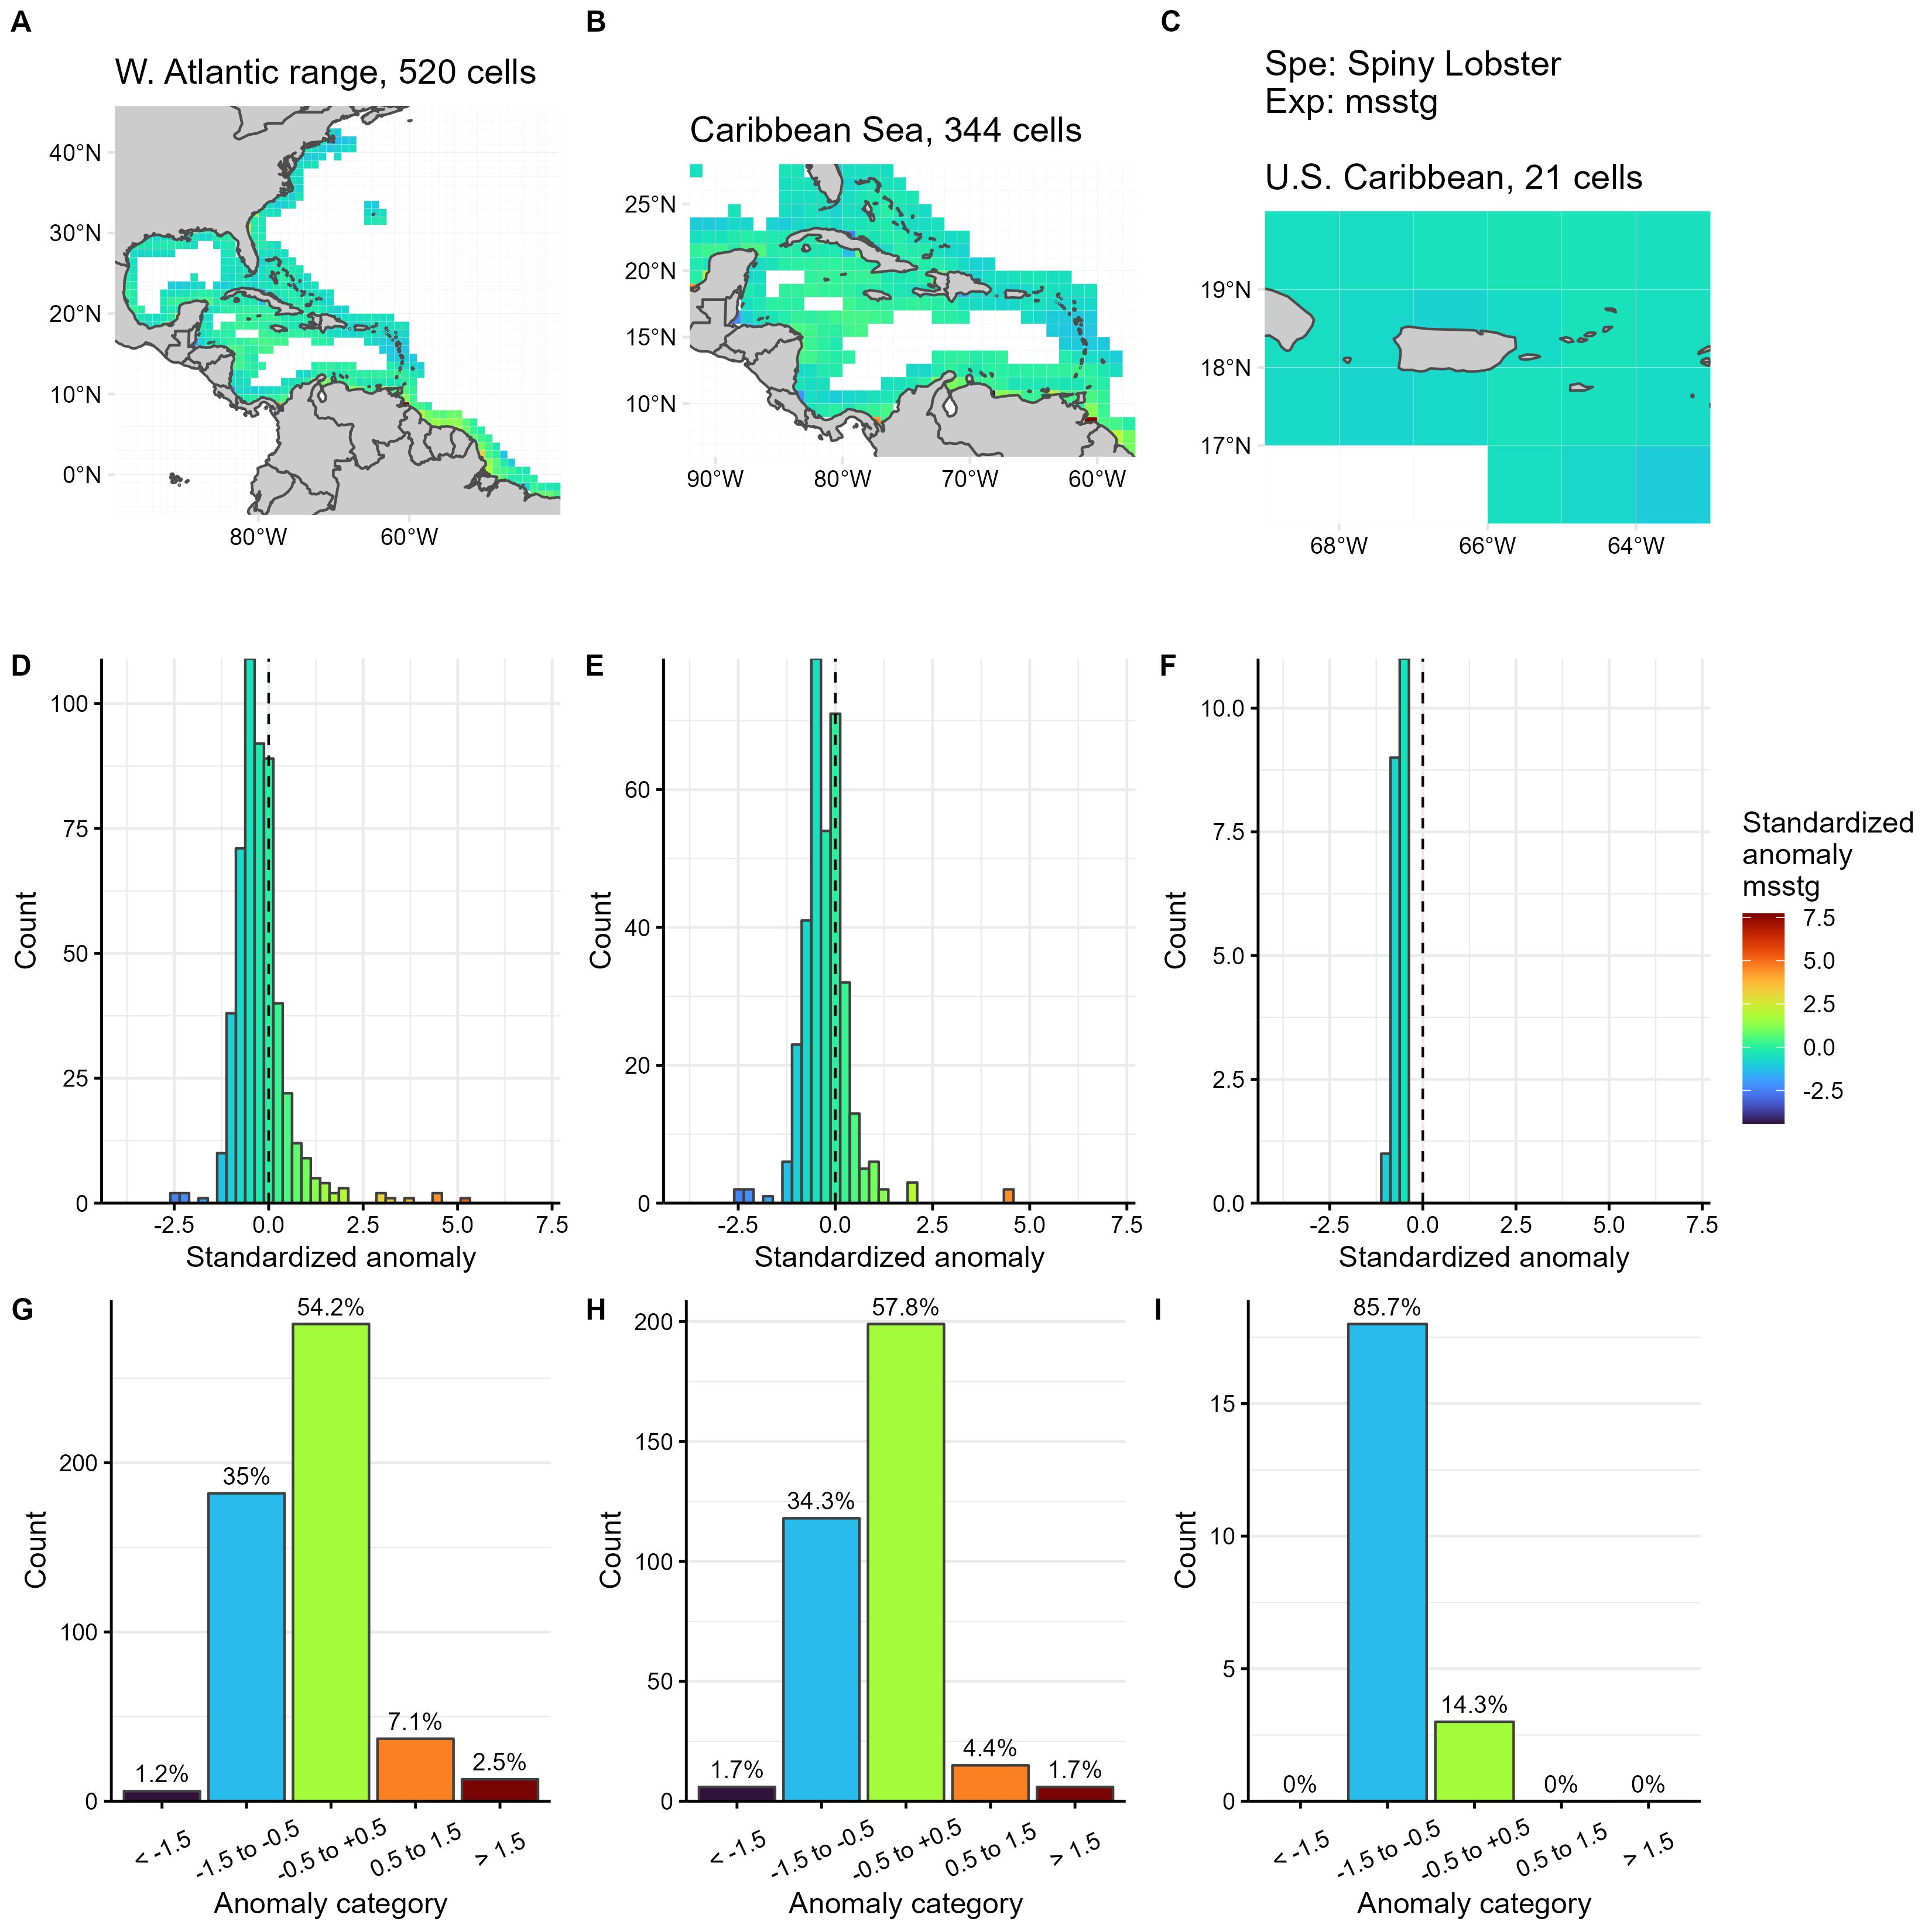 A
B
C
W. Atlantic range, 520 cells
Caribbean Sea, 344 cells
Spe: Spiny Lobster
Exp: msstg
U.S. Caribbean, 21 cells
40°N
30°N
20°N
10°N
0°N
80°W
60°W
25°N
20°N
15°N
10°N
90°W
80°W
70°W
60°W
19°N
18°N
17°N
68°W
66°W
64°W
D
100
75
50
25
0
Count
-2.5
0.0
2.5
5.0
7.5
Standardized anomaly
E
60
40
20
0
Count
-2.5
0.0
2.5
5.0
7.5
Standardized anomaly
F
10.0
7.5
5.0
2.5
0.0
Count
-2.5
0.0
2.5
5.0
7.5
Standardized anomaly
Standardized
anomaly
msstg
7.5
5.0
2.5
0.0
-2.5
G
200
100
0
Count
1.2%
35%
54.2%
7.1%
2.5%
< -1.5
-1.5 to -0.5
-0.5 to +0.5
0.5 to 1.5
> 1.5
Anomaly category
H
200
150
100
50
0
Count
1.7%
34.3%
57.8%
4.4%
1.7%
< -1.5
-1.5 to -0.5
-0.5 to +0.5
0.5 to 1.5
> 1.5
Anomaly category
I
15
10
5
0
Count
0%
85.7%
14.3%
0%
0%
< -1.5
-1.5 to -0.5
-0.5 to +0.5
0.5 to 1.5
> 1.5
Anomaly category